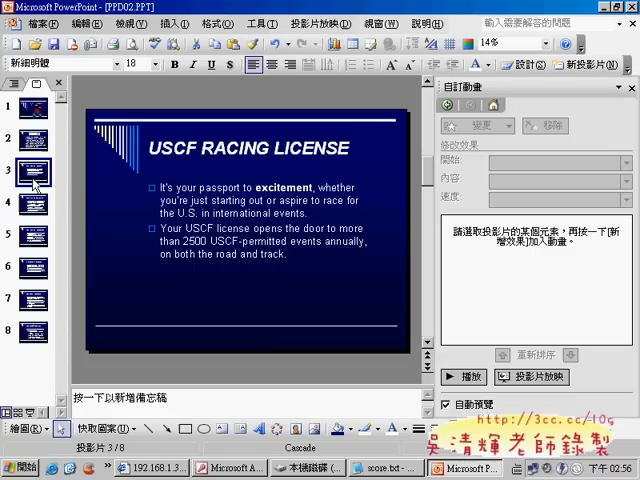 Microsoft PowerPoint - [PPD02.PPT]
檔案(F) 編輯(E) 檢視(V) 插入(I) 格式(O) 工具(T) 投影片放映(D) 視窗(W) 說明(H) 輸入需要解答的問題
14%
新細明體 18 B I U S A A A 設計(S) 新投影片(N)
自訂動畫
變更 移除
修改效果
開始:
內容:
速度:
請選取投影片的某個元素，再按一下[新
增效果]加入動畫。
重新排序
播放 投影片放映
自動預覽
1
2
3
4
5
6
7
8
USCF RACING LICENSE
It's your passport to excitement, whether
you're just starting out or aspire to race for
the U.S. in international events.
Your USCF license opens the door to more
than 2500 USCF-permitted events annually,
on both the road and track.
按一下以新增備忘稿
繪圖(R) 快取圖案(U) A
http://3cc.cc/10G
吳清輝老師錄製
投影片 3 / 8 Cascade
開始 192.168.1.3... Microsoft A... 本機磁碟 (... score.txt - ... Microsoft P... 下午 02:56